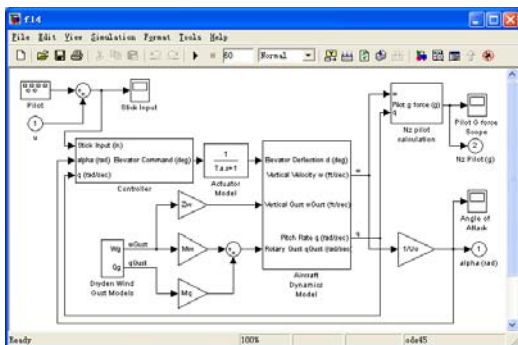 f14
File Edit View Simulation Format Tools Help
60
Normal
Pilot
1
u
Stick Input
Stick Input (in)
alpha (rad)
Elevator Command (deg)
q (rad/sec)
Controller
1
Ta.s+1
Actuator
Model
Elevator Deflection d (deg)
Vertical Velocity w (ft/sec)
w
Vertical Gust wGust (ft/sec)
Pitch Rate q (rad/sec)
q
Rotary Gust qGust (rad/sec)
Aircraft
Dynamics
Model
Zw
Mw
Mq
Wg
wGust
Qg
qGust
Dryden Wind
Gust Models
w
Pilot g force (g)
q
Nz pilot
calculation
Pilot G force
Scope
2
Nz Pilot (g)
1/Uo
Angle of
Attack
1
alpha (rad)
Ready
100%
ode45